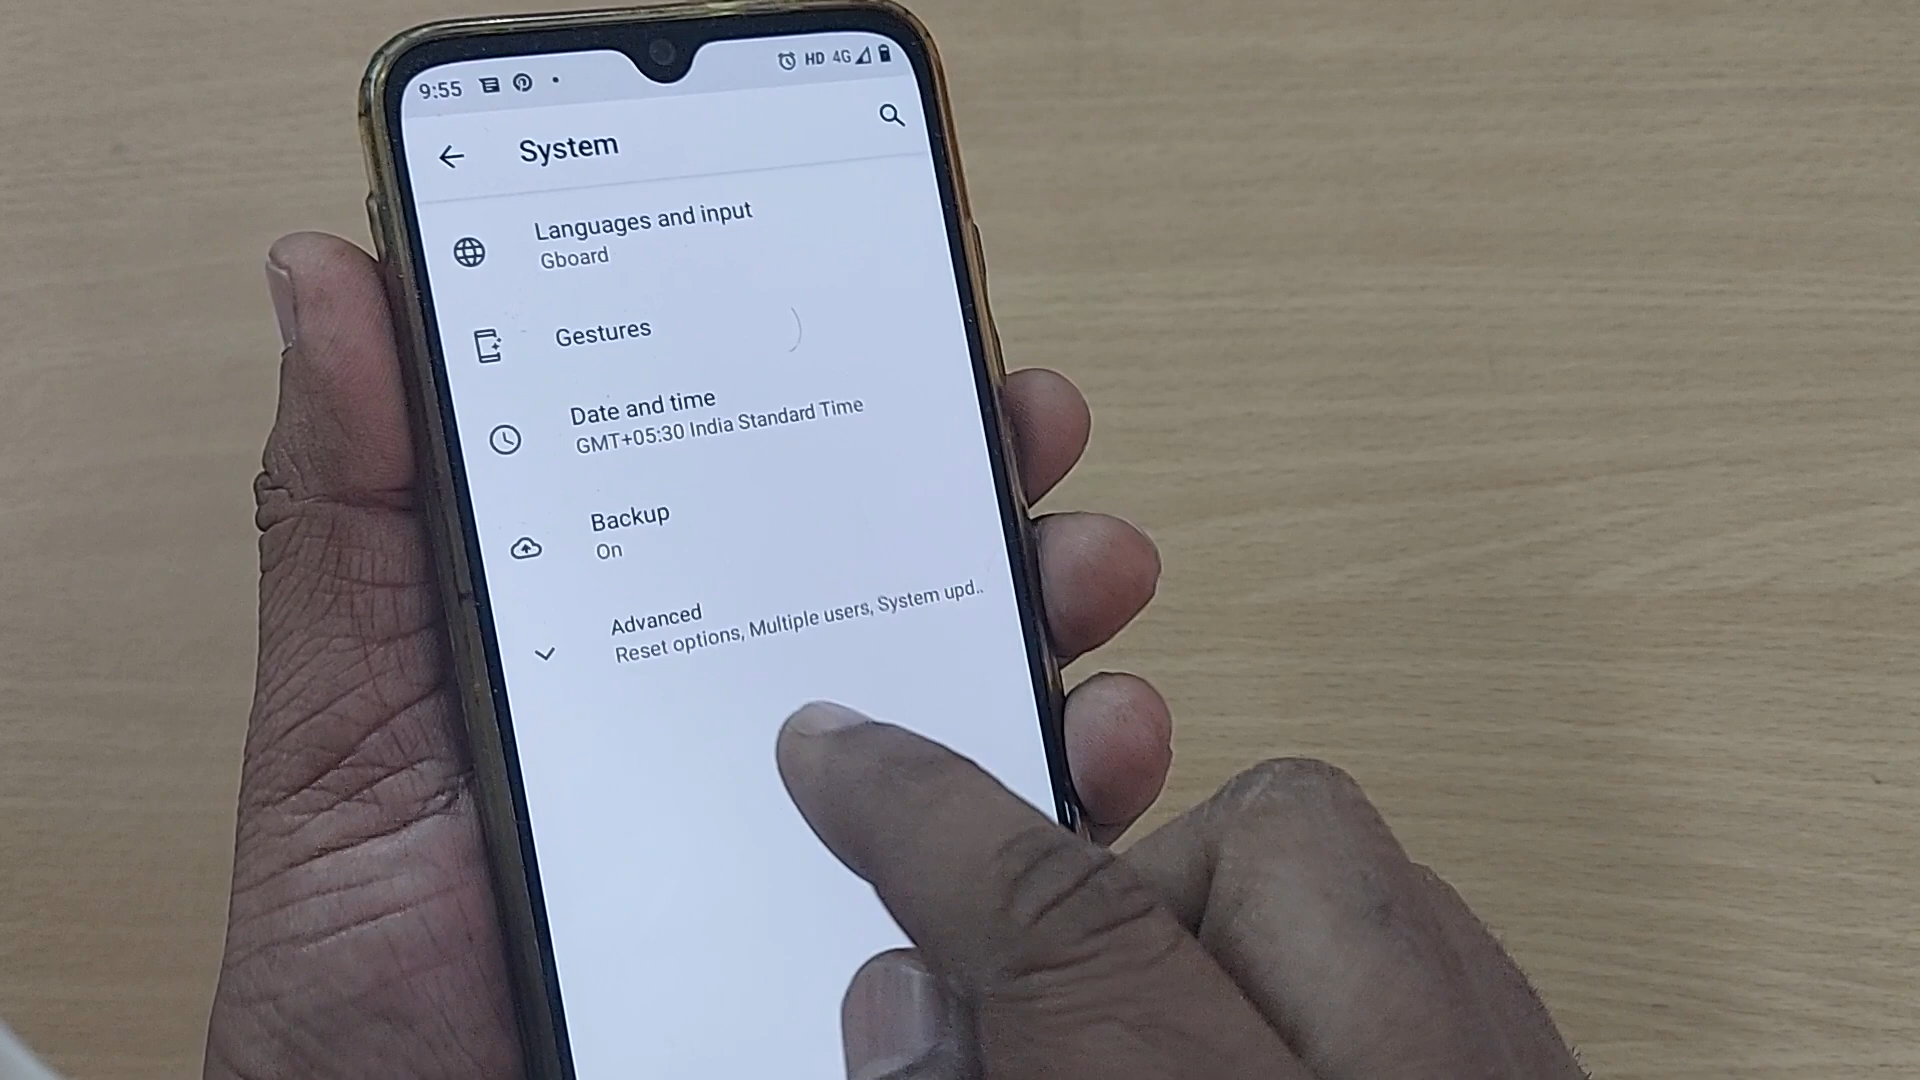 9:55
HD 4G
System
Languages and input
Gboard
Gestures
Date and time
GMT+05:30 India Standard Time
Backup
On
Advanced
Reset options, Multiple users, System upd..